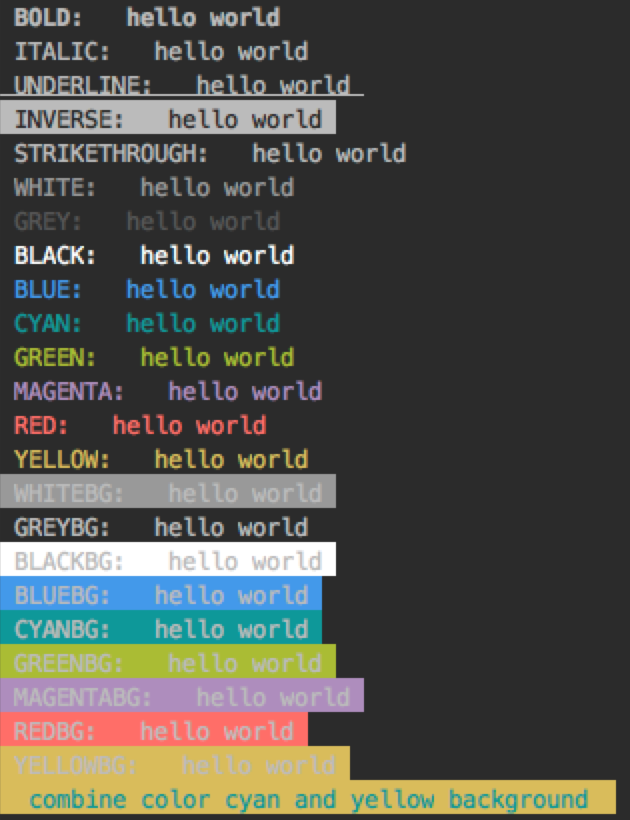 BOLD: hello world
ITALIC: hello world
UNDERLINE: hello world
INVERSE: hello world
STRIKETHROUGH: hello world
WHITE: hello world
GREY: hello world
BLACK: hello world
BLUE: hello world
CYAN: hello world
GREEN: hello world
MAGENTA: hello world
RED: hello world
YELLOW: hello world
WHITEBG: hello world
GREYBG: hello world
BLACKBG: hello world
BLUEBG: hello world
CYANBG: hello world
GREENBG: hello world
MAGENTABG: hello world
REDBG: hello world
YELLOWBG: hello world
combine color cyan and yellow background